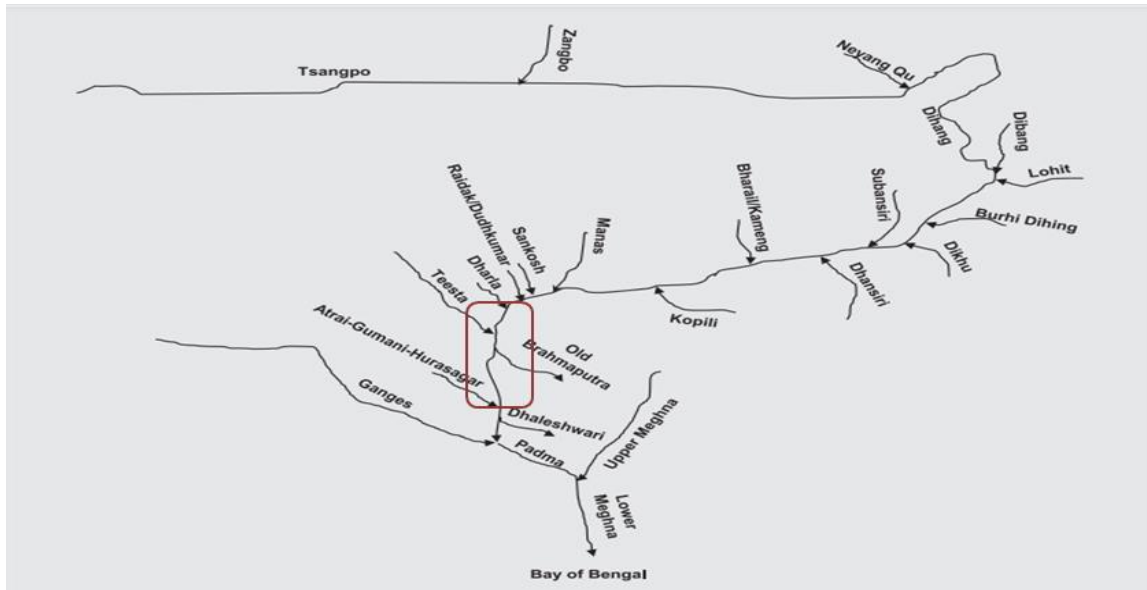 Zangbo
Tsangpo
Neyang Qu
Dihang
Dibang
Lohit
Burhi Dihing
Dikhu
Subansiri
Dhansiri
Bharail/Kameng
Kopili
Manas
Sankosh
Raidak/Dudhkumar
Dharla
Teesta
Old
Brahmaputra
Atrai-Gumani-Hurasagar
Ganges
Dhaleshwari
Padma
Upper Meghna
Lower
Meghna
Bay of Bengal